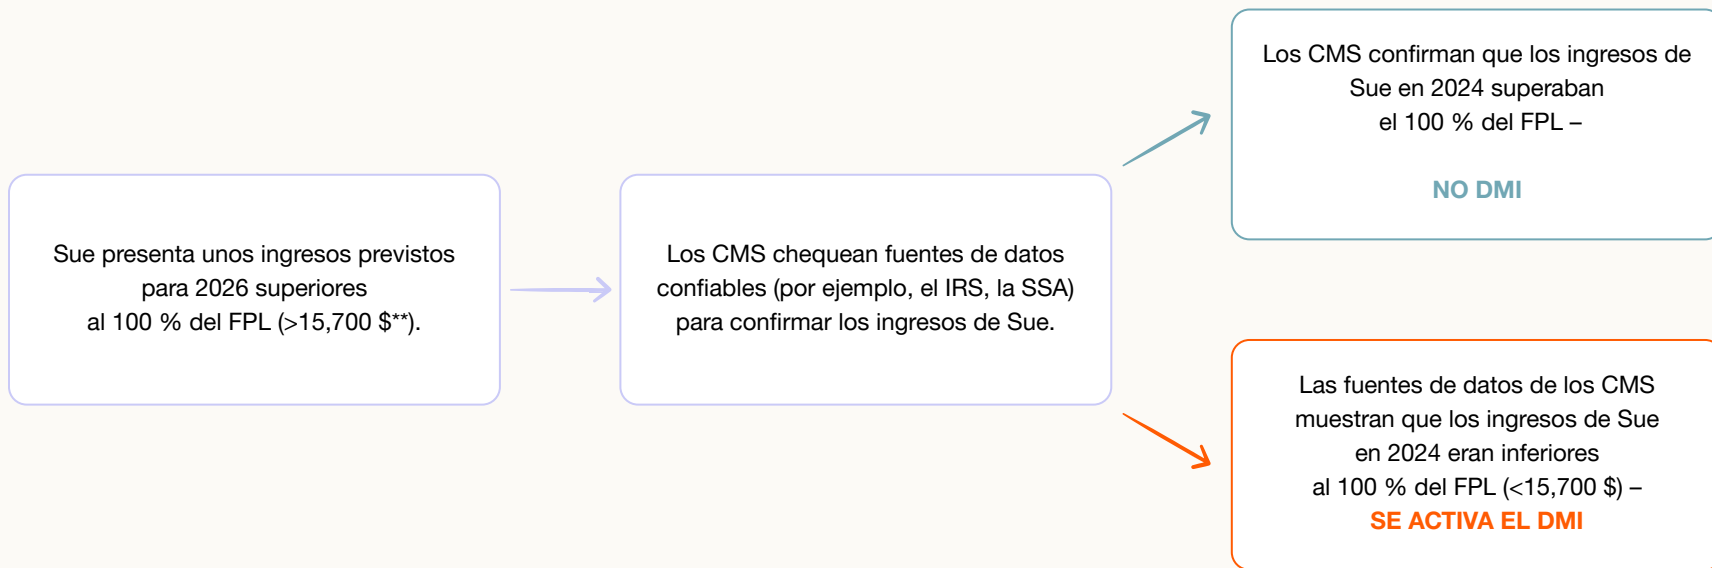 Sue presenta unos ingresos previstos
para 2026 superiores
al 100 % del FPL (>15,700 $**).
Los CMS chequean fuentes de datos
confiables (por ejemplo, el IRS, la SSA)
para confirmar los ingresos de Sue.
Los CMS confirman que los ingresos de
Sue en 2024 superaban
el 100 % del FPL –
NO DMI
Las fuentes de datos de los CMS
muestran que los ingresos de Sue
en 2024 eran inferiores
al 100 % del FPL (<15,700 $) –
SE ACTIVA EL DMI